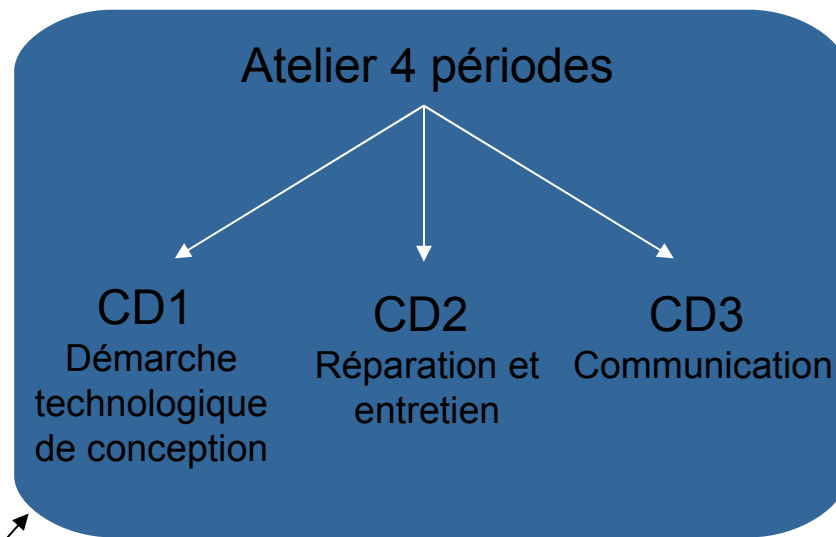 Atelier 4 périodes
CD1
Démarche
technologique
de conception
CD2
Réparation et
entretien
CD3
Communication